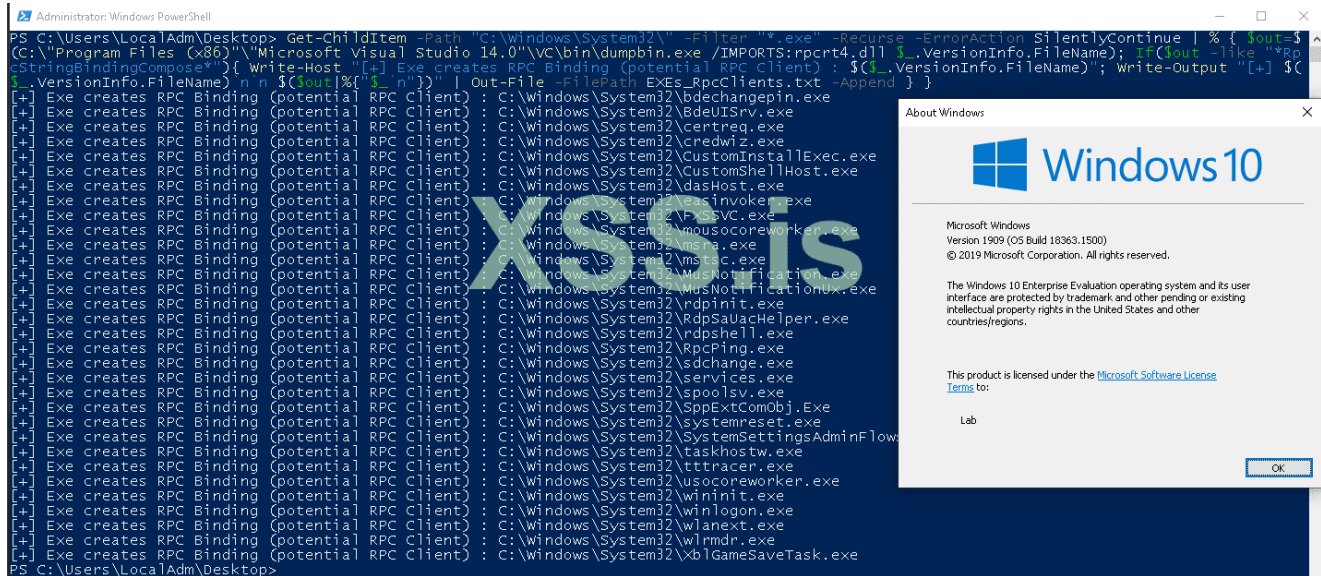 Administrator: Windows PowerShell
PS C:\Users\LocalAdm\Desktop> Get-ChildItem -Path "C:\Windows\System32\" -Filter "*.exe" -Recurse -ErrorAction SilentlyContinue | % { $out=$
(C:\"Program Files (x86)"\"Microsoft Visual Studio 14.0"\VC\bin\dumpbin.exe /IMPORTS:rpcrt4.dll $_.VersionInfo.FileName); If($out -like "*Rp
cStringBindingCompose*"){ Write-Host "[+] Exe creates RPC Binding (potential RPC Client) : $($_.VersionInfo.FileName)"; Write-Output "[+] $(
$_.VersionInfo.FileName)`n`n $($out|%{"$_`n"})" | Out-File -FilePath EXEs_RpcClients.txt -Append } }
[+] Exe creates RPC Binding (potential RPC Client) : C:\Windows\System32\bdechangepin.exe
[+] Exe creates RPC Binding (potential RPC Client) : C:\Windows\System32\BdeUISrv.exe
[+] Exe creates RPC Binding (potential RPC Client) : C:\Windows\System32\certreq.exe
[+] Exe creates RPC Binding (potential RPC Client) : C:\Windows\System32\credwiz.exe
[+] Exe creates RPC Binding (potential RPC Client) : C:\Windows\System32\CustomInstallExec.exe
[+] Exe creates RPC Binding (potential RPC Client) : C:\Windows\System32\CustomShellHost.exe
[+] Exe creates RPC Binding (potential RPC Client) : C:\Windows\System32\dasHost.exe
[+] Exe creates RPC Binding (potential RPC Client) : C:\Windows\System32\easinvoker.exe
[+] Exe creates RPC Binding (potential RPC Client) : C:\Windows\System32\FXSSVC.exe
[+] Exe creates RPC Binding (potential RPC Client) : C:\Windows\System32\mousocoreworker.exe
[+] Exe creates RPC Binding (potential RPC Client) : C:\Windows\System32\msra.exe
[+] Exe creates RPC Binding (potential RPC Client) : C:\Windows\System32\mstsc.exe
[+] Exe creates RPC Binding (potential RPC Client) : C:\Windows\System32\MusNotification.exe
[+] Exe creates RPC Binding (potential RPC Client) : C:\Windows\System32\MusNotificationUx.exe
[+] Exe creates RPC Binding (potential RPC Client) : C:\Windows\System32\rdpinit.exe
[+] Exe creates RPC Binding (potential RPC Client) : C:\Windows\System32\RdpSaUacHelper.exe
[+] Exe creates RPC Binding (potential RPC Client) : C:\Windows\System32\rdpshell.exe
[+] Exe creates RPC Binding (potential RPC Client) : C:\Windows\System32\RpcPing.exe
[+] Exe creates RPC Binding (potential RPC Client) : C:\Windows\System32\sdchange.exe
[+] Exe creates RPC Binding (potential RPC Client) : C:\Windows\System32\services.exe
[+] Exe creates RPC Binding (potential RPC Client) : C:\Windows\System32\spoolsv.exe
[+] Exe creates RPC Binding (potential RPC Client) : C:\Windows\System32\SppExtComObj.Exe
[+] Exe creates RPC Binding (potential RPC Client) : C:\Windows\System32\systemreset.exe
[+] Exe creates RPC Binding (potential RPC Client) : C:\Windows\System32\SystemSettingsAdminFlows
[+] Exe creates RPC Binding (potential RPC Client) : C:\Windows\System32\taskhostw.exe
[+] Exe creates RPC Binding (potential RPC Client) : C:\Windows\System32\tttracer.exe
[+] Exe creates RPC Binding (potential RPC Client) : C:\Windows\System32\usocoreworker.exe
[+] Exe creates RPC Binding (potential RPC Client) : C:\Windows\System32\wininit.exe
[+] Exe creates RPC Binding (potential RPC Client) : C:\Windows\System32\winlogon.exe
[+] Exe creates RPC Binding (potential RPC Client) : C:\Windows\System32\wlanext.exe
[+] Exe creates RPC Binding (potential RPC Client) : C:\Windows\System32\wlrmdr.exe
[+] Exe creates RPC Binding (potential RPC Client) : C:\Windows\System32\XblGameSaveTask.exe
PS C:\Users\LocalAdm\Desktop>
XSS.is
About Windows
Windows 10
Microsoft Windows
Version 1909 (OS Build 18363.1500)
© 2019 Microsoft Corporation. All rights reserved.
The Windows 10 Enterprise Evaluation operating system and its user
interface are protected by trademark and other pending or existing
intellectual property rights in the United States and other
countries/regions.
This product is licensed under the Microsoft Software License
Terms to:
Lab
OK